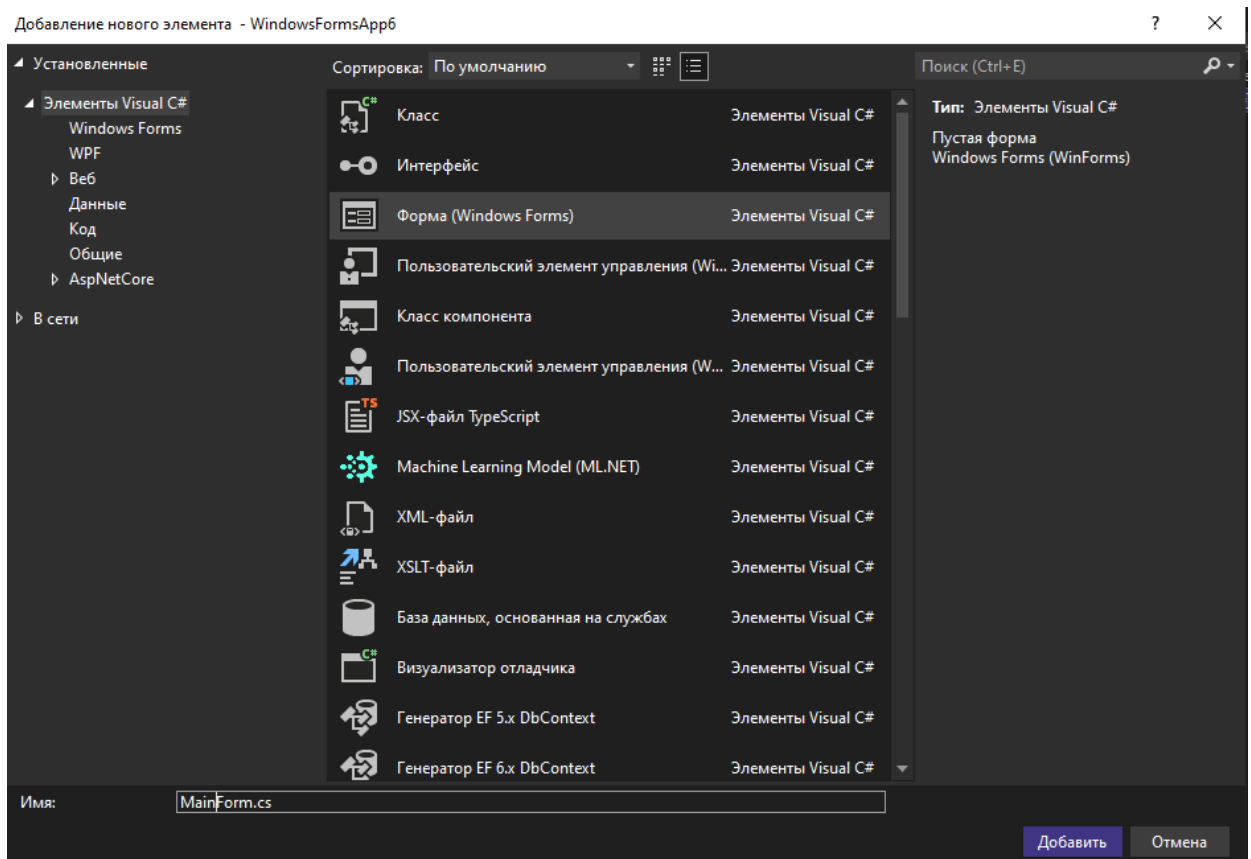 Добавление нового элемента - WindowsFormsApp6
?
Установленные
Сортировка: По умолчанию
Поиск (Ctrl+E)
Элементы Visual C#
Windows Forms
WPF
Веб
Данные
Код
Общие
AspNetCore
В сети
C#
Класс Элементы Visual C#
Интерфейс Элементы Visual C#
Форма (Windows Forms) Элементы Visual C#
Пользовательский элемент управления (Wi... Элементы Visual C#
Класс компонента Элементы Visual C#
Пользовательский элемент управления (W... Элементы Visual C#
TS
JSX-файл TypeScript Элементы Visual C#
Machine Learning Model (ML.NET) Элементы Visual C#
XML-файл Элементы Visual C#
XSLT-файл Элементы Visual C#
База данных, основанная на службах Элементы Visual C#
C#
Визуализатор отладчика Элементы Visual C#
Генератор EF 5.x DbContext Элементы Visual C#
Генератор EF 6.x DbContext Элементы Visual C#
Тип: Элементы Visual C#
Пустая форма
Windows Forms (WinForms)
Имя: MainForm.cs
Добавить Отмена